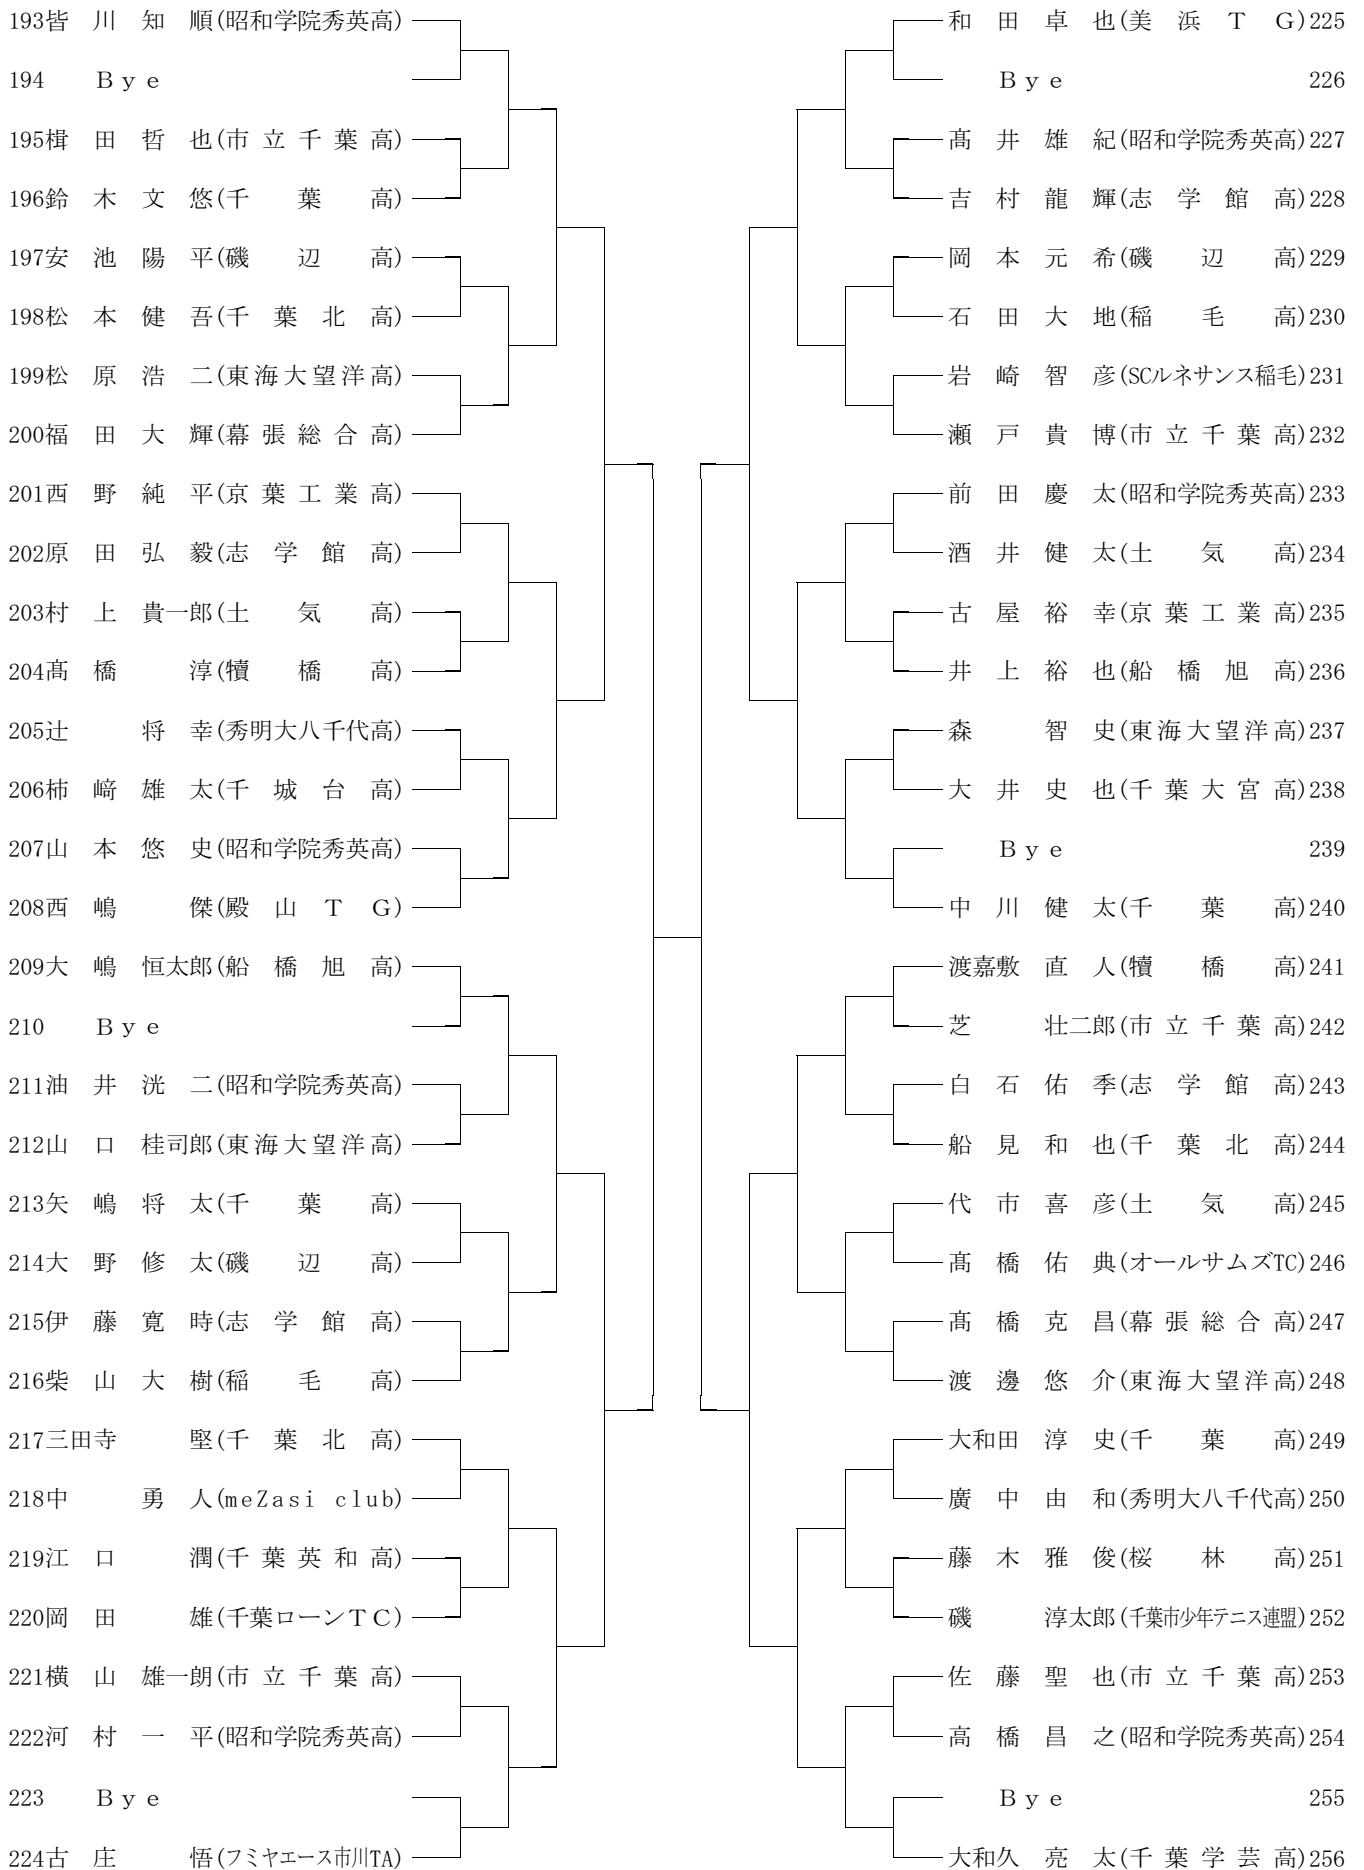 193皆川知順(昭和学院秀英高)
194 Bye
195楫田哲也(市立千葉高)
196鈴木文悠(千葉高)
197安池陽平(磯辺高)
198松本健吾(千葉北高)
199松原浩二(東海大望洋高)
200福田大輝(幕張総合高)
201西野純平(京葉工業高)
202原田弘毅(志学館高)
203村上貴一郎(土気高)
204髙橋淳(犢橋高)
205辻将幸(秀明大八千代高)
206柿﨑雄太(千城台高)
207山本悠史(昭和学院秀英高)
208西嶋傑(殿山TG)
209大嶋恒太郎(船橋旭高)
210 Bye
211油井洸二(昭和学院秀英高)
212山口桂司郎(東海大望洋高)
213矢嶋将太(千葉高)
214大野修太(磯辺高)
215伊藤寛時(志学館高)
216柴山大樹(稲毛高)
217三田寺堅(千葉北高)
218中勇人(meZasi club)
219江口潤(千葉英和高)
220岡田雄(千葉ローンTC)
221横山雄一朗(市立千葉高)
222河村一平(昭和学院秀英高)
223 Bye
224古庄悟(フミヤエース市川TA)
和田卓也(美浜TG)225
Bye 226
髙井雄紀(昭和学院秀英高)227
吉村龍輝(志学館高)228
岡本元希(磯辺高)229
石田大地(稲毛高)230
岩崎智彦(SCルネサンス稲毛)231
瀬戸貴博(市立千葉高)232
前田慶太(昭和学院秀英高)233
酒井健太(土気高)234
古屋裕幸(京葉工業高)235
井上裕也(船橋旭高)236
森智史(東海大望洋高)237
大井史也(千葉大宮高)238
Bye 239
中川健太(千葉高)240
渡嘉敷直人(犢橋高)241
芝壮二郎(市立千葉高)242
白石佑季(志学館高)243
船見和也(千葉北高)244
代市喜彦(土気高)245
髙橋佑典(オールサムズTC)246
髙橋克昌(幕張総合高)247
渡邊悠介(東海大望洋高)248
大和田淳史(千葉高)249
廣中由和(秀明大八千代高)250
藤木雅俊(桜林高)251
磯淳太郎(千葉市少年テニス連盟)252
佐藤聖也(市立千葉高)253
高橋昌之(昭和学院秀英高)254
Bye 255
大和久亮太(千葉学芸高)256